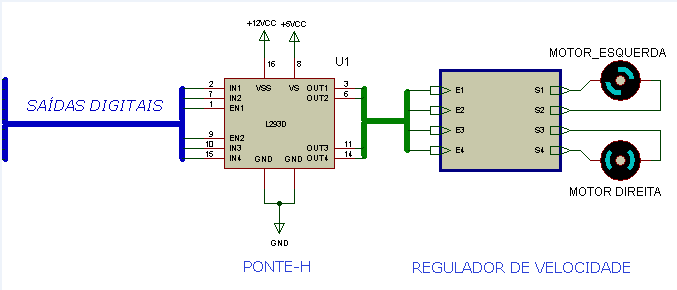 +12VCC
+5VCC
U1
16
8
2
IN1
VSS
VS
OUT1
3
7
IN2
OUT2
6
1
EN1
L293D
9
EN2
10
IN3
OUT3
11
15
IN4
GND
GND
OUT4
14
GND
SAÍDAS DIGITAIS
E1
S1
E2
S2
E3
S3
E4
S4
MOTOR_ESQUERDA
MOTOR DIREITA
PONTE-H
REGULADOR DE VELOCIDADE